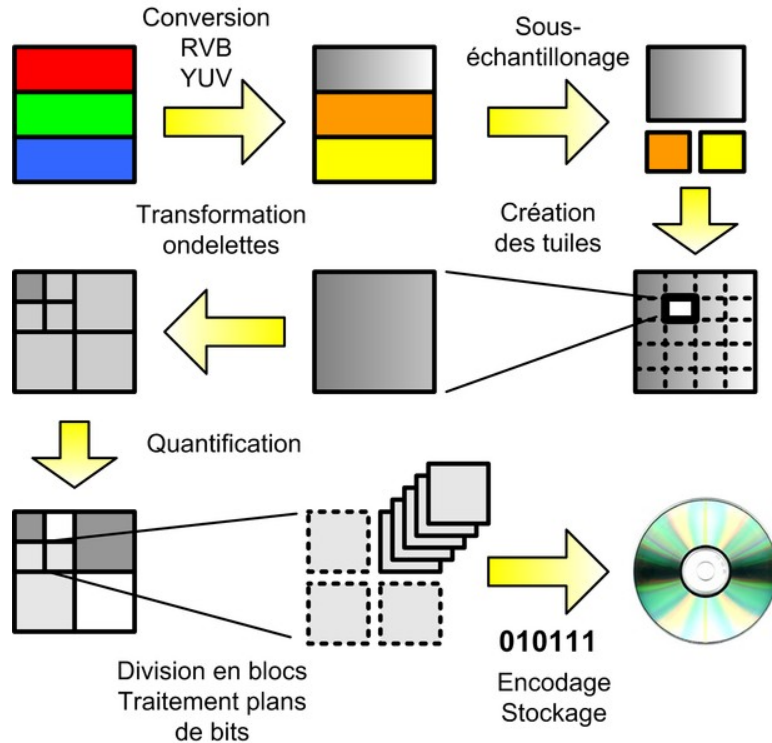 Conversion
RVB
YUV
Sous-
échantillonage
Transformation
ondelettes
Création
des tuiles
Quantification
Division en blocs
Traitement plans
de bits
010111
Encodage
Stockage